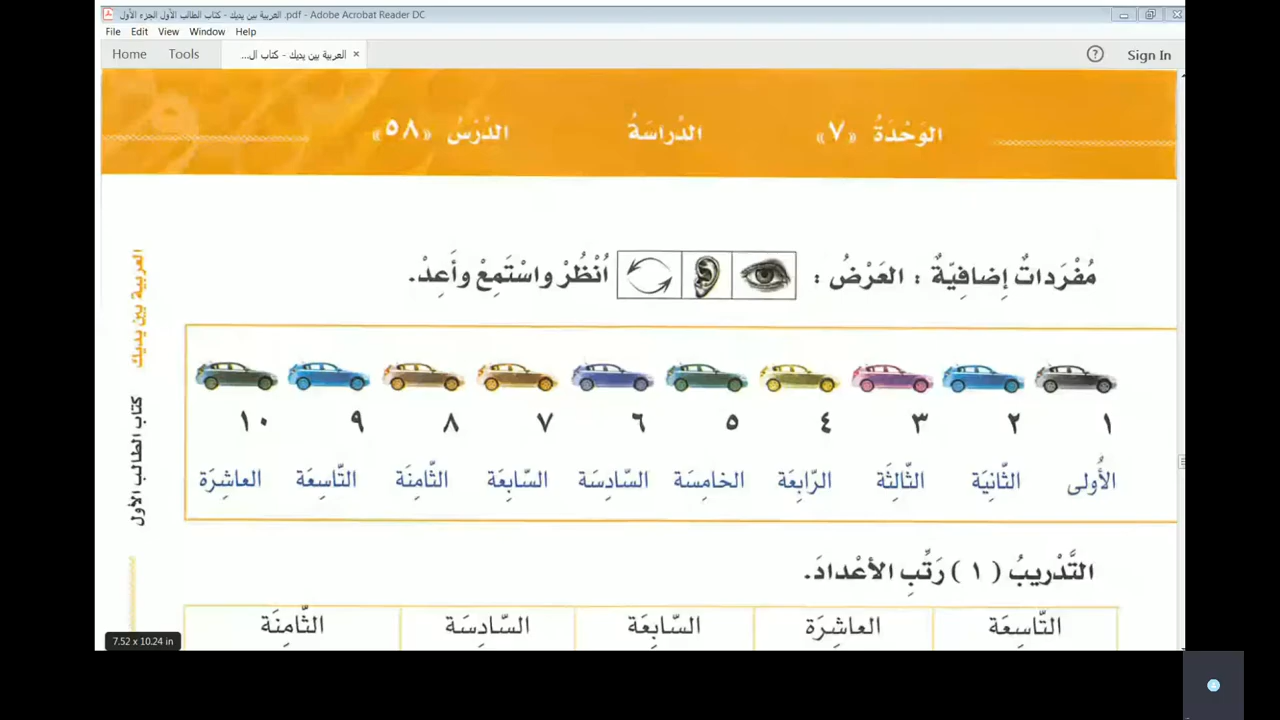 العربية بين يديك - كتاب الطالب الأول الجزء الأول.pdf - Adobe Acrobat Reader DC
File Edit View Window Help
Home Tools العربية بين يديك - كتاب ال... × ? Sign In
الوَحْدَةُ «٧» الدِّراسَةُ الدَّرْسُ «٥٨»
مُفْرَداتٌ إِضافِيّةٌ : العَرْضُ : اُنْظُرْ واسْتَمِعْ وأَعِدْ.
١ ٢ ٣ ٤ ٥ ٦ ٧ ٨ ٩ ١٠
الأُولى الثّانِيَة الثّالِثَة الرّابِعَة الخامِسَة السّادِسَة السّابِعَة الثّامِنَة التّاسِعَة العاشِرَة
التَّدْرِيبُ (١) رَتِّبِ الأعْدادَ.
التّاسِعَة العاشِرَة السّابِعَة السّادِسَة الثّامِنَة
العربية بين يديك
كتاب الطالب الأول
7.52 x 10.24 in